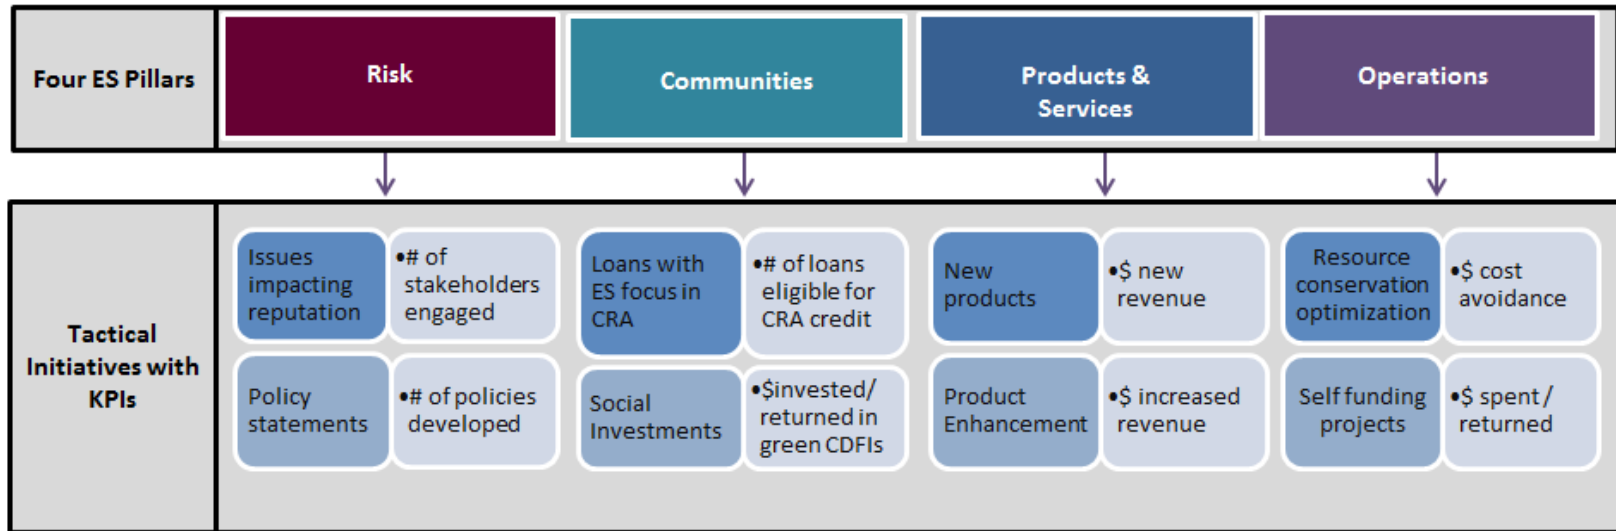 Four ES Pillars
Risk
Communities
Products &
Services
Operations
Tactical
Initiatives with
KPIs
Issues
impacting
reputation
•# of
stakeholders
engaged
Policy
statements
•# of policies
developed
Loans with
ES focus in
CRA
•# of loans
eligible for
CRA credit
Social
Investments
•$invested/
returned in
green CDFIs
New
products
•$ new
revenue
Product
Enhancement
•$ increased
revenue
Resource
conservation
optimization
•$ cost
avoidance
Self funding
projects
•$ spent/
returned